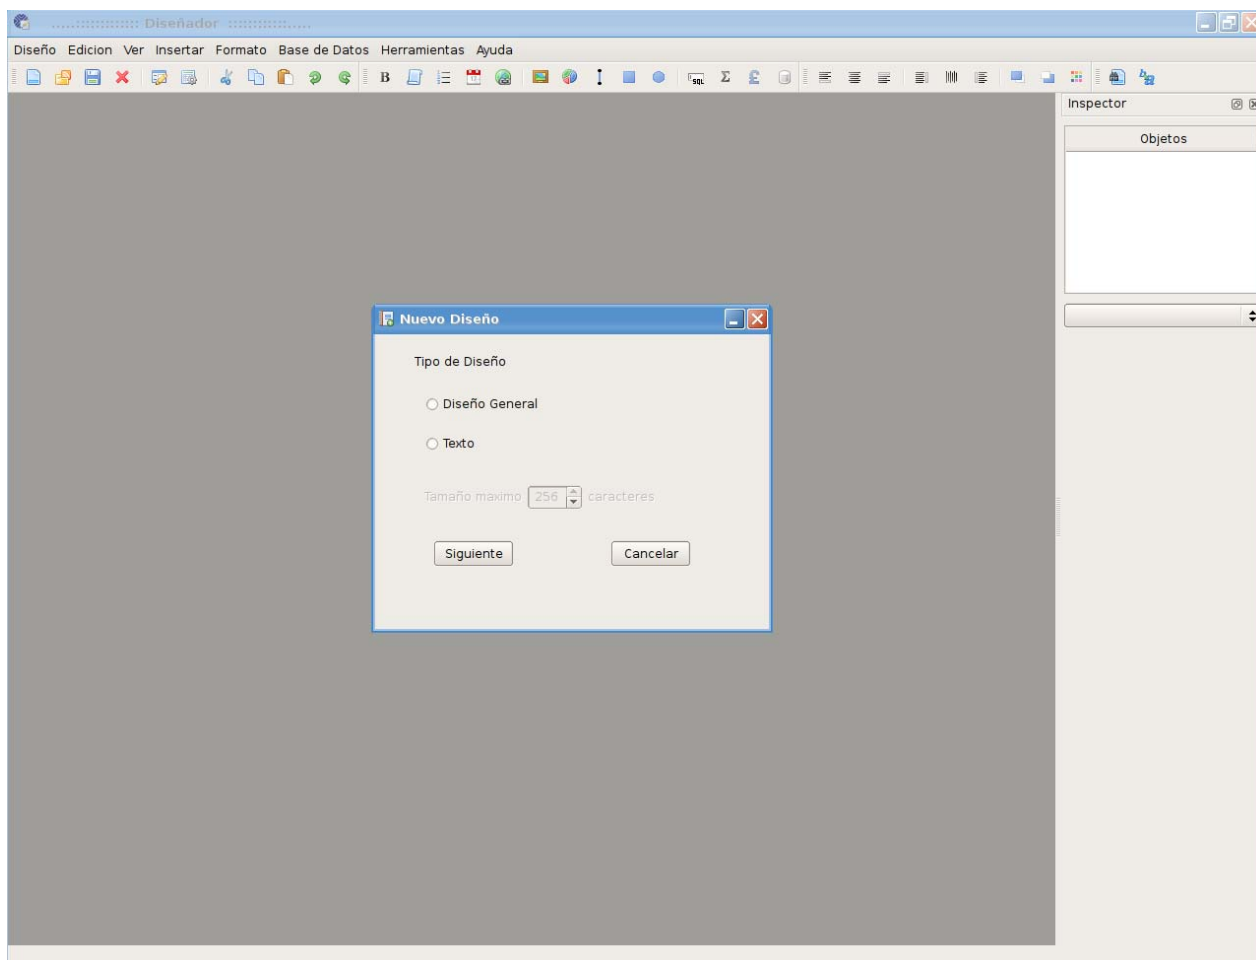 .....::::::::::::: Diseñador ::::::::::::.....
Diseño Edicion Ver Insertar Formato Base de Datos Herramientas Ayuda
B SQL Σ £
Inspector
Objetos
Nuevo Diseño
Tipo de Diseño
Diseño General
Texto
Tamaño maximo 256 caracteres
Siguiente Cancelar